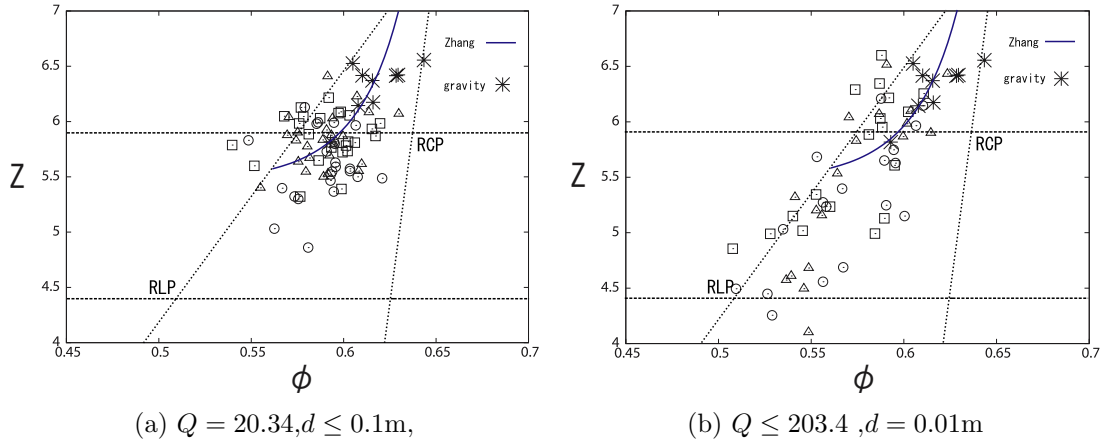 7
6.5
6
5.5
5
4.5
4
Z
0.45
0.5
0.55
0.6
0.65
0.7
ϕ
Zhang
gravity
RCP
RLP
(a) Q = 20.34,d ≤ 0.1m,
7
6.5
6
5.5
5
4.5
4
Z
0.45
0.5
0.55
0.6
0.65
0.7
ϕ
Zhang
gravity
RCP
RLP
(b) Q ≤ 203.4 ,d = 0.01m